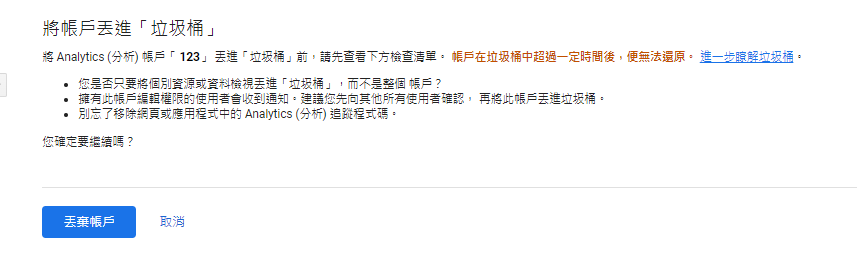 將帳戶丟進「垃圾桶」
將 Analytics (分析) 帳戶「 123 」丟進「垃圾桶」前，請先查看下方檢查清單。 帳戶在垃圾桶中超過一定時間後，便無法還原。 進一步瞭解垃圾桶。
• 您是否只要將個別資源或資料檢視丟進「垃圾桶」，而不是整個 帳戶？
• 擁有此帳戶編輯權限的使用者會收到通知。建議您先向其他所有使用者確認， 再將此帳戶丟進垃圾桶。
• 別忘了移除網頁或應用程式中的 Analytics (分析) 追蹤程式碼。
您確定要繼續嗎？
丟棄帳戶 取消